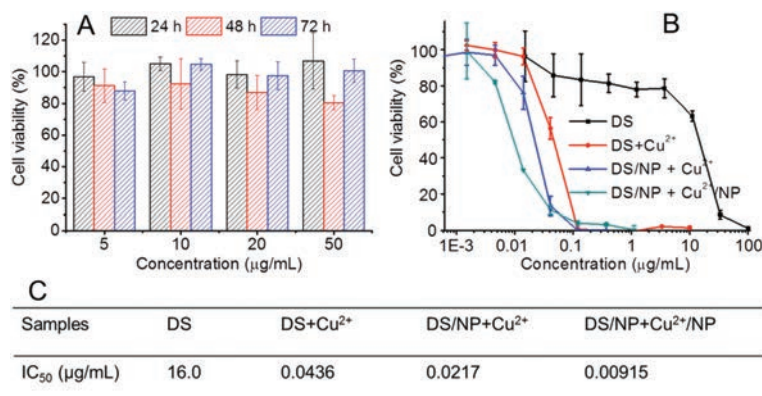 A
24 h 48 h 72 h
Cell viability (%)
120
100
80
60
40
20
0
5 10 20 50
Concentration (μg/mL)
B
Cell viability (%)
100
80
60
40
20
0
DS
DS+Cu²⁺
DS/NP + Cu²⁺
DS/NP + Cu²⁺/NP
1E-3 0.01 0.1 1 10 100
Concentration (μg/mL)
C
Samples DS DS+Cu²⁺ DS/NP+Cu²⁺ DS/NP+Cu²⁺/NP
IC₅₀ (μg/mL) 16.0 0.0436 0.0217 0.00915